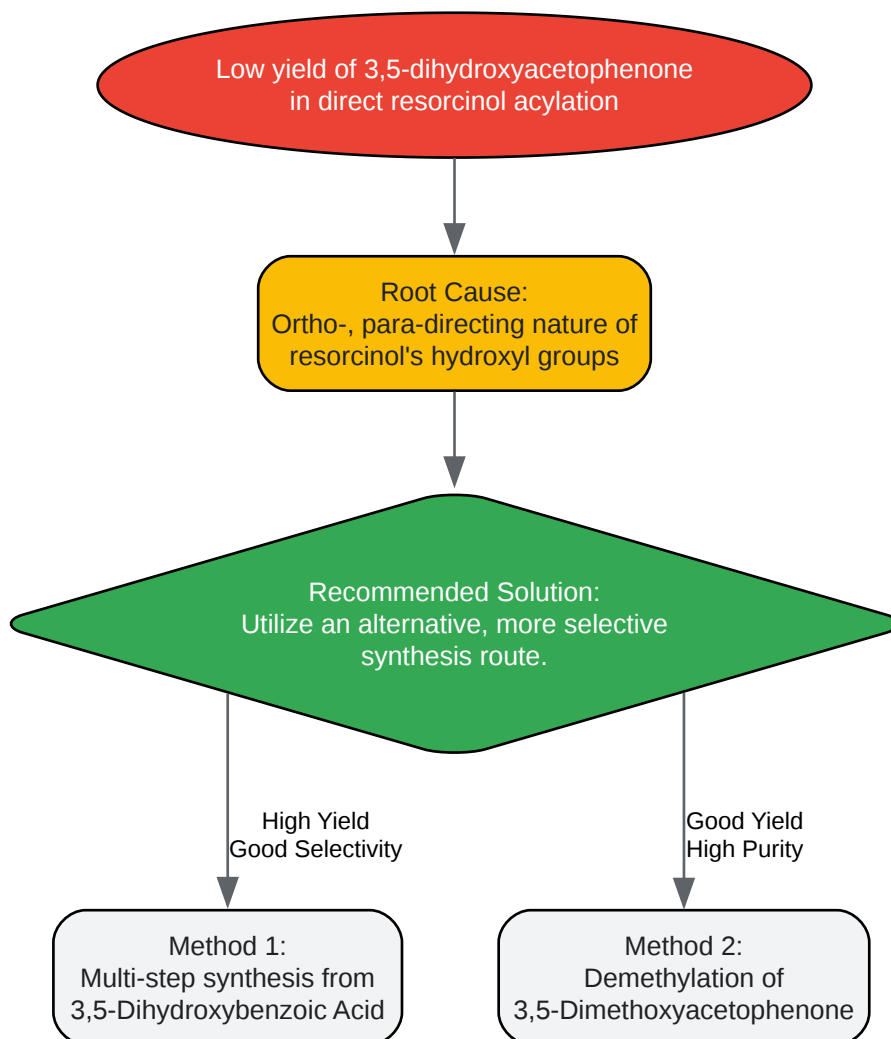 Low yield of 3,5-dihydroxyacetophenone
in direct resorcinol acylation
Root Cause:
Ortho-, para-directing nature of
resorcinol's hydroxyl groups
Recommended Solution:
Utilize an alternative, more selective
synthesis route.
High Yield
Good Selectivity
Good Yield
High Purity
Method 1:
Multi-step synthesis from
3,5-Dihydroxybenzoic Acid
Method 2:
Demethylation of
3,5-Dimethoxyacetophenone